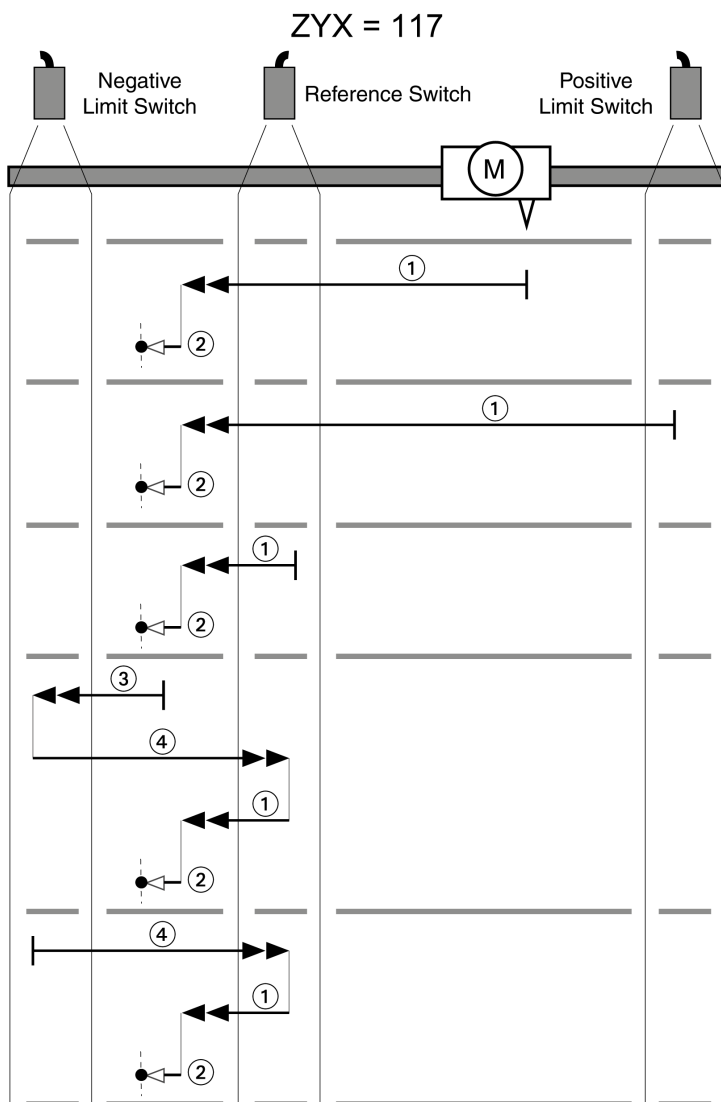 ZYX = 117
Negative
Limit Switch
Reference Switch
Positive
Limit Switch
M
1
2
1
2
1
2
3
4
1
2
4
1
2